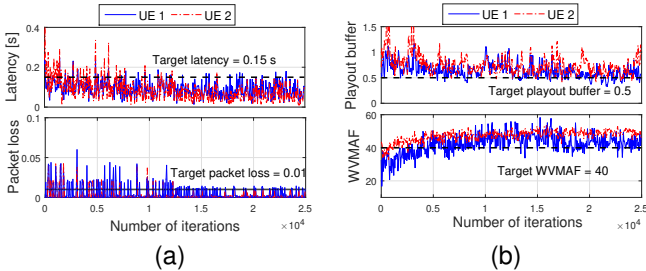 UE 1 UE 2
Latency [s]
0.4
0.2
0
Target latency = 0.15 s
Packet loss
0.1
0.05
0
Target packet loss = 0.01
0 0.5 1 1.5 2 2.5
Number of iterations ×10⁴
(a)
UE 1 UE 2
Playout buffer
1.5
1
0.5
0
Target playout buffer = 0.5
WVMAF
60
40
20
Target WVMAF = 40
0 0.5 1 1.5 2 2.5
Number of iterations ×10⁴
(b)